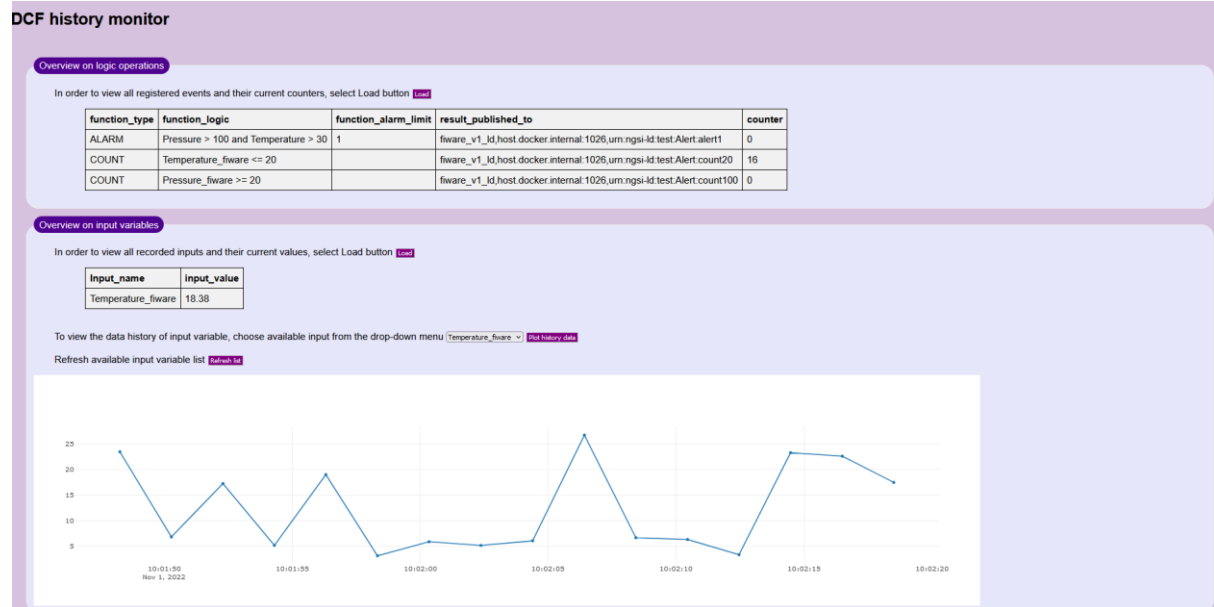 DCF history monitor
Overview on logic operations
In order to view all registered events and their current counters, select Load button Load
function_type function_logic function_alarm_limit result_published_to counter
ALARM Pressure > 100 and Temperature > 30 1 fiware_v1_ld,host.docker.internal:1026,urn:ngsi-ld:test:Alert:alert1 0
COUNT Temperature_fiware <= 20 fiware_v1_ld,host.docker.internal:1026,urn:ngsi-ld:test:Alert:count20 16
COUNT Pressure_fiware >= 20 fiware_v1_ld,host.docker.internal:1026,urn:ngsi-ld:test:Alert:count100 0
Overview on input variables
In order to view all recorded inputs and their current values, select Load button Load
Input_name input_value
Temperature_fiware 18.38
To view the data history of input variable, choose available input from the drop-down menu Temperature_fiware Plot history data
Refresh available input variable list Refresh list
25
20
15
10
5
10:01:50 10:01:55 10:02:00 10:02:05 10:02:10 10:02:15 10:02:20
Nov 1, 2022